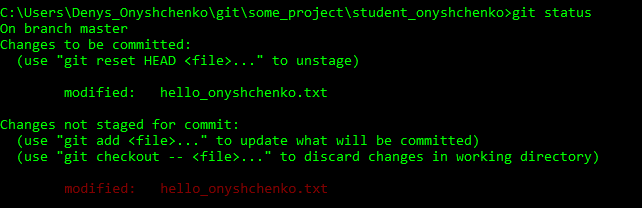 C:\Users\Denys_Onyshchenko\git\some_project\student_onyshchenko>git status
On branch master
Changes to be committed:
  (use "git reset HEAD <file>..." to unstage)
        modified:   hello_onyshchenko.txt
Changes not staged for commit:
  (use "git add <file>..." to update what will be committed)
  (use "git checkout -- <file>..." to discard changes in working directory)
        modified:   hello_onyshchenko.txt